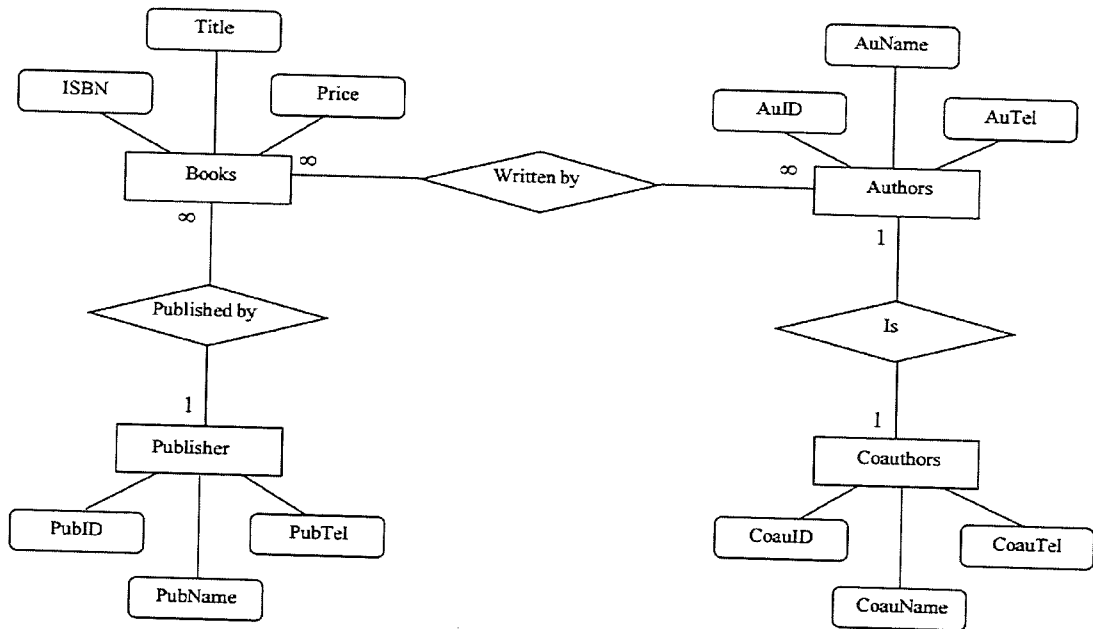 Title
AuName
ISBN
Price
AuID
AuTel
Books
∞
Written by
∞
Authors
∞
1
Published by
Is
1
1
Publisher
Coauthors
PubID
PubTel
CoauID
CoauTel
PubName
CoauName